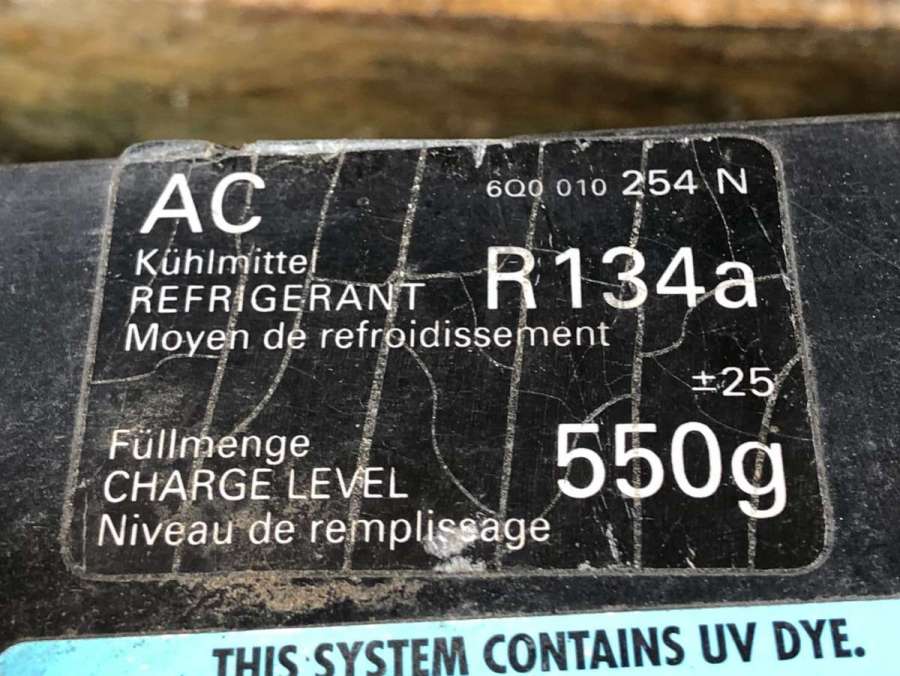 AC
6Q0 010 254 N
Kühlmittel
REFRIGERANT
R134a
Moyen de refroidissement
±25
Füllmenge
CHARGE LEVEL
550g
Niveau de remplissage
THIS SYSTEM CONTAINS UV DYE.